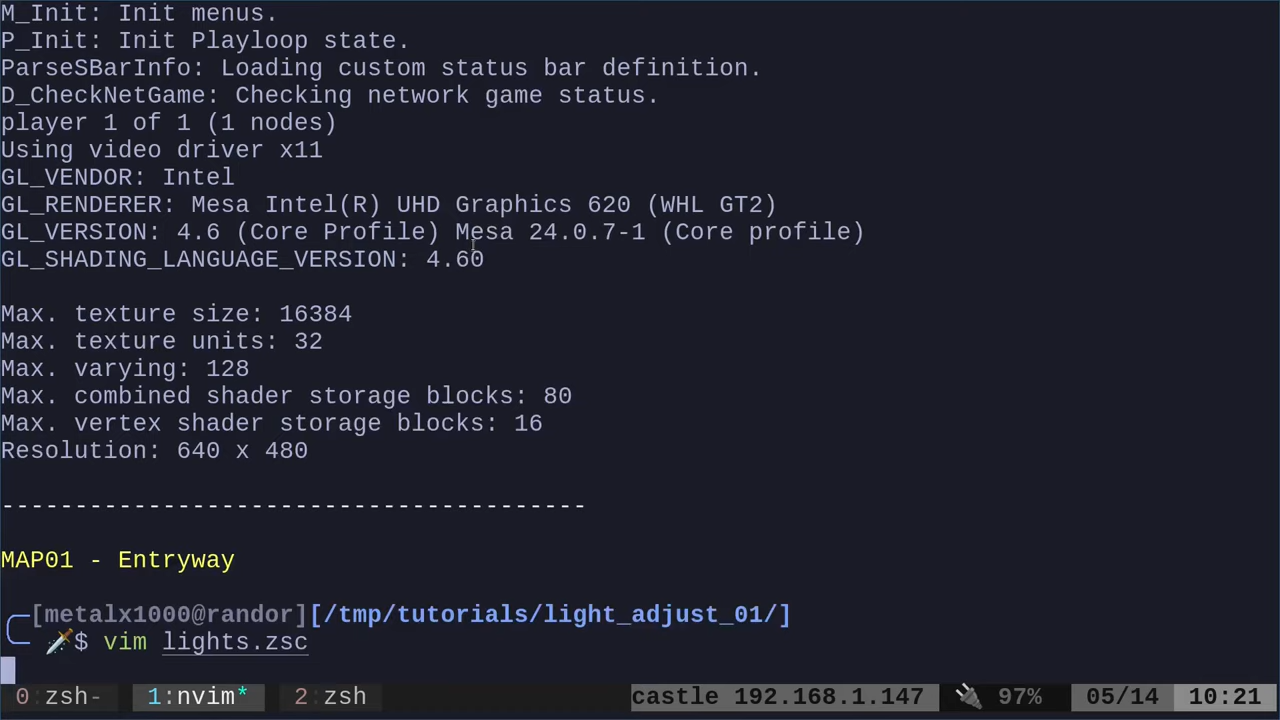 M_Init: Init menus.
P_Init: Init Playloop state.
ParseSBarInfo: Loading custom status bar definition.
D_CheckNetGame: Checking network game status.
player 1 of 1 (1 nodes)
Using video driver x11
GL_VENDOR: Intel
GL_RENDERER: Mesa Intel(R) UHD Graphics 620 (WHL GT2)
GL_VERSION: 4.6 (Core Profile) Mesa 24.0.7-1 (Core profile)
GL_SHADING_LANGUAGE_VERSION: 4.60
Max. texture size: 16384
Max. texture units: 32
Max. varying: 128
Max. combined shader storage blocks: 80
Max. vertex shader storage blocks: 16
Resolution: 640 x 480
----------------------------------------
MAP01 - Entryway
[metalx1000@randor][/tmp/tutorials/light_adjust_01/]
$ vim lights.zsc
0:zsh- 1:nvim* 2:zsh castle 192.168.1.147 97% 05/14 10:21